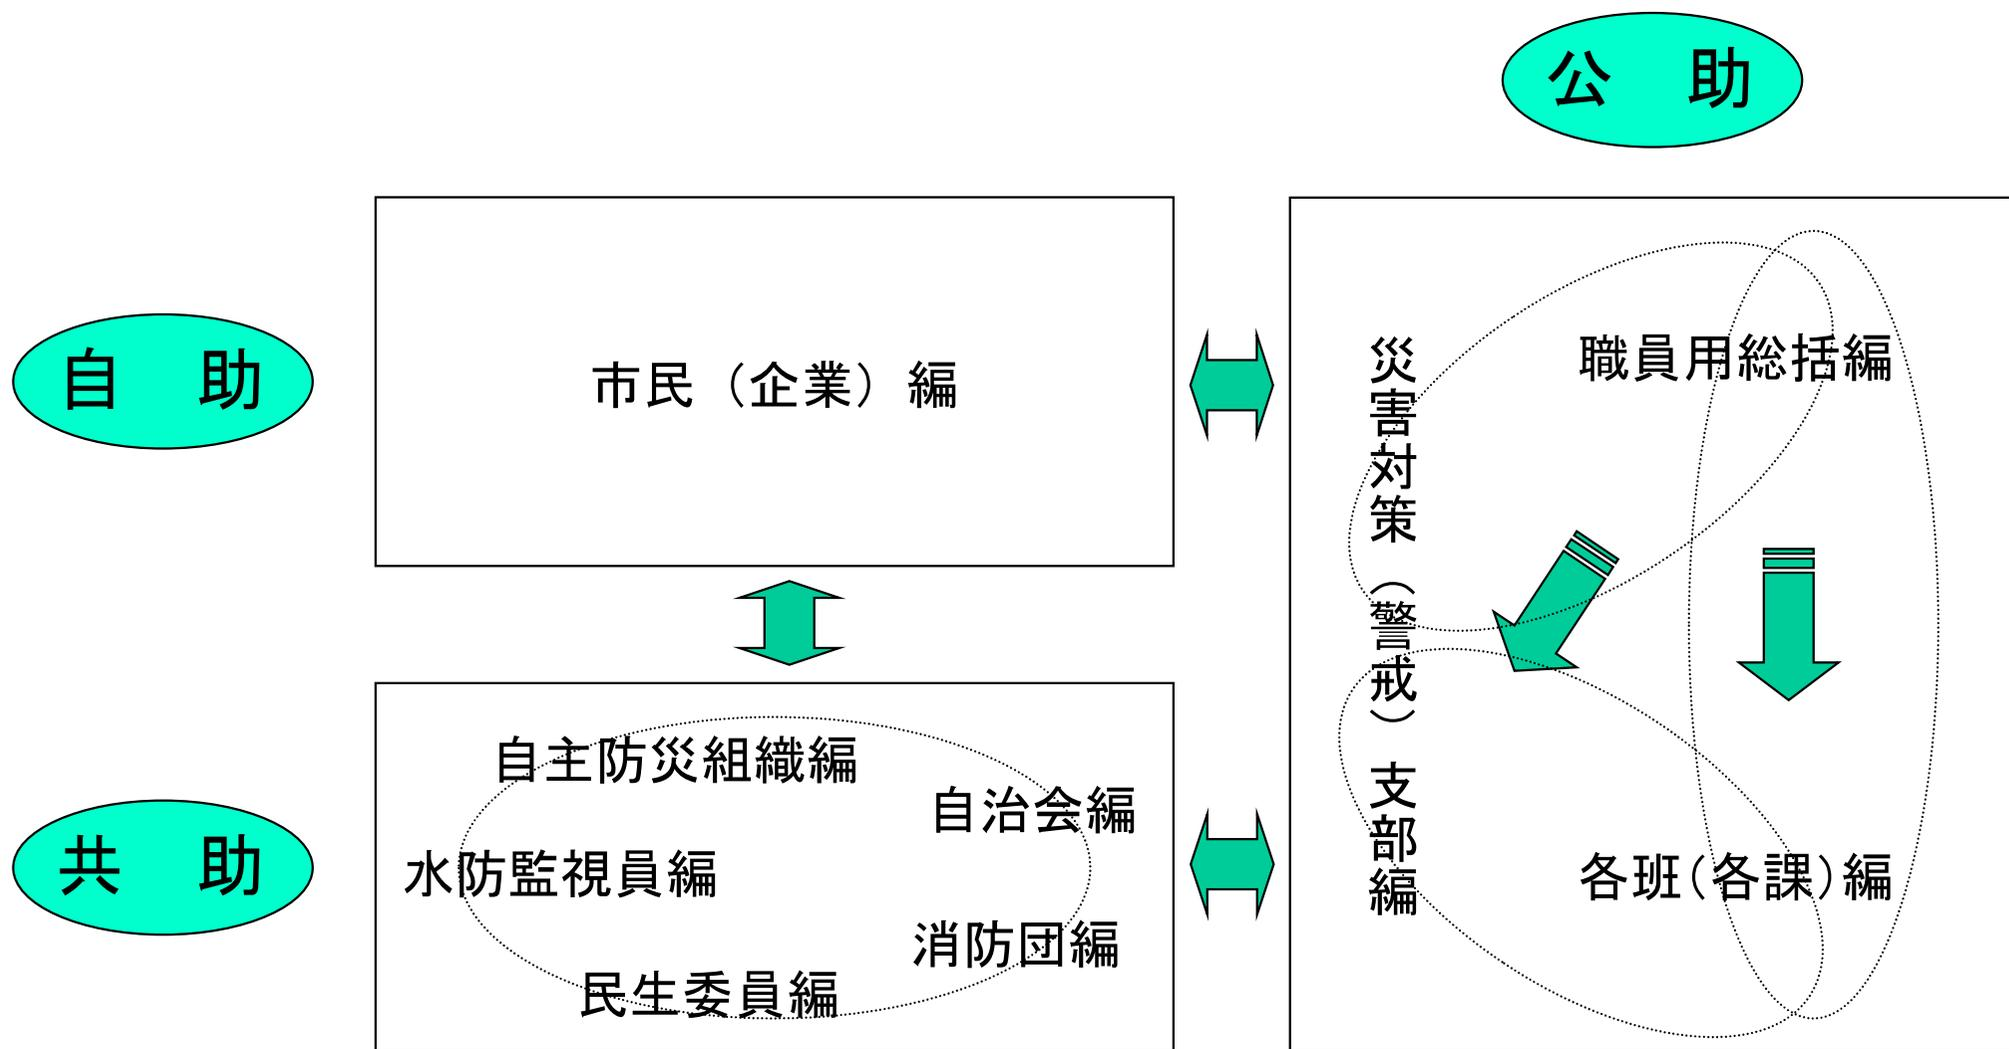 公　助
自　助
市民（企業）編
災害対策（警戒）支部編
職員用総括編
各班（各課）編
共　助
自主防災組織編
自治会編
水防監視員編
消防団編
民生委員編